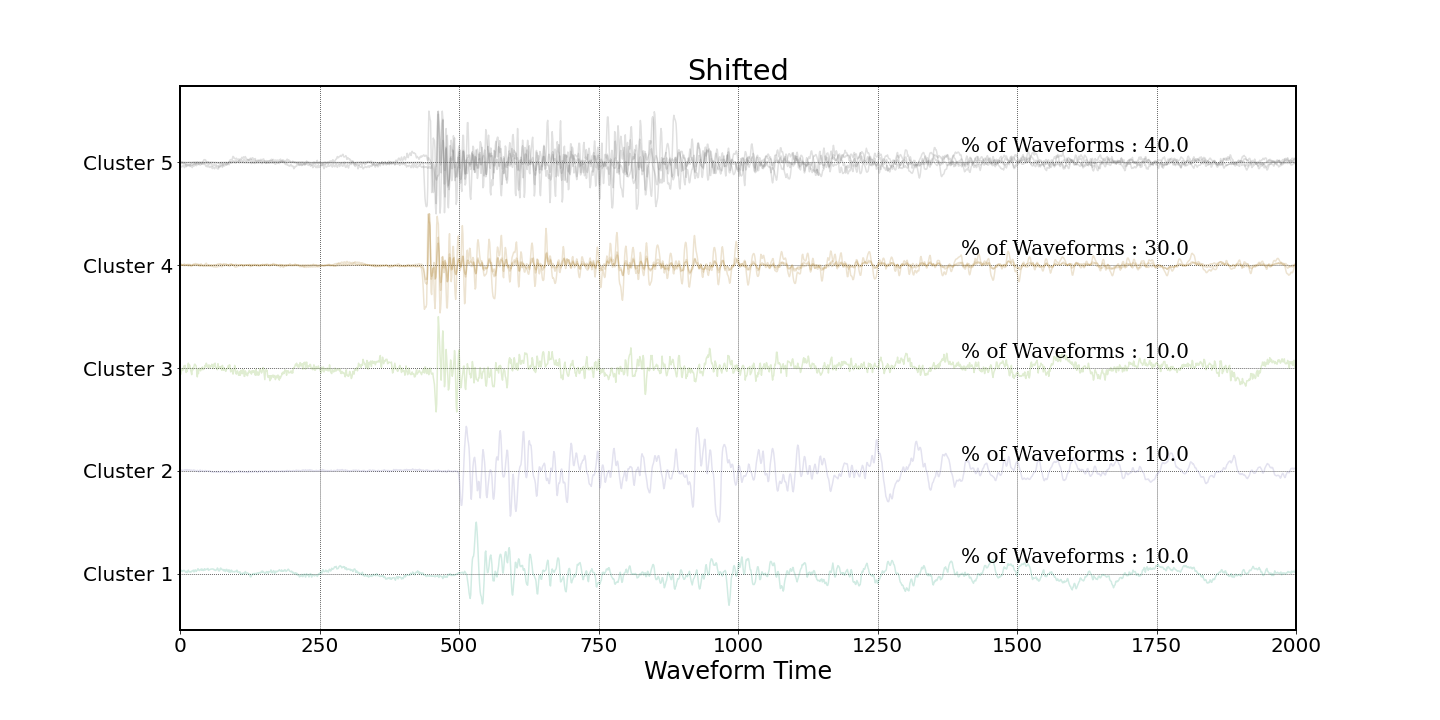 Shifted
Cluster 5
% of Waveforms : 40.0
Cluster 4
% of Waveforms : 30.0
Cluster 3
% of Waveforms : 10.0
Cluster 2
% of Waveforms : 10.0
Cluster 1
% of Waveforms : 10.0
0 250 500 750 1000 1250 1500 1750 2000
Waveform Time